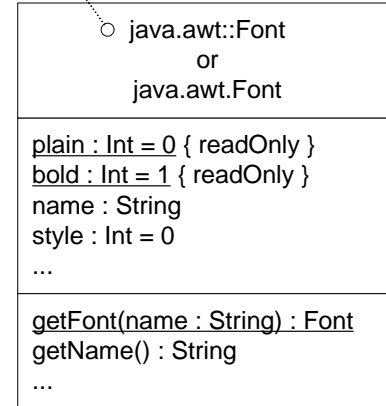 java.awt::Font
or
java.awt.Font
plain : Int = 0 { readOnly }
bold : Int = 1 { readOnly }
name : String
style : Int = 0
...
getFont(name : String) : Font
getName() : String
...